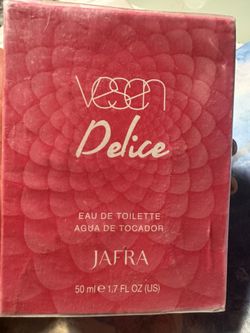 vesen
Delice
EAU DE TOILETTE
AGUA DE TOCADOR
JAFRA
50 ml ℮ 1.7 FL OZ (US)